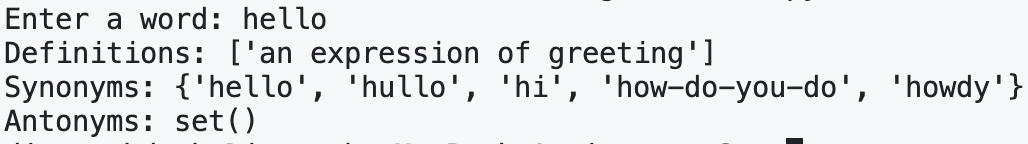 Enter a word: hello
Definitions: ['an expression of greeting']
Synonyms: {'hello', 'hullo', 'hi', 'how-do-you-do', 'howdy'}
Antonyms: set()